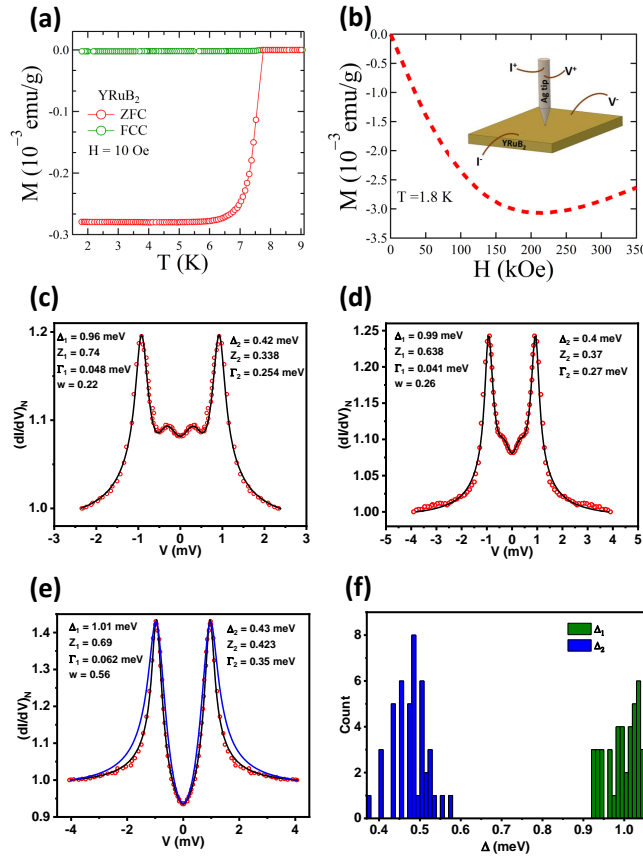 (a)
0.0
-0.1
-0.2
-0.3
M (10⁻³ emu/g)
YRuB₂
ZFC
FCC
H = 10 Oe
2 3 4 5 6 7 8 9
T (K)
(b)
0.0
-0.5
-1.0
-1.5
-2.0
-2.5
-3.0
-3.5
M (10⁻³ emu/g)
I⁺
V⁺
Ag tip
V⁻
YRuB₂
I⁻
T =1.8 K
0 50 100 150 200 250 300 350
H (kOe)
(c)
Δ₁ = 0.96 meV
Z₁ = 0.74
Γ₁ = 0.048 meV
w = 0.22
Δ₂ = 0.42 meV
Z₂ = 0.338
Γ₂ = 0.254 meV
1.2
1.1
1.0
(dI/dV)N
-3 -2 -1 0 1 2 3
V (mV)
(d)
Δ₁ = 0.99 meV
Z₁ = 0.638
Γ₁ = 0.041 meV
w = 0.26
Δ₂ = 0.4 meV
Z₂ = 0.37
Γ₂ = 0.27 meV
1.25
1.20
1.15
1.10
1.05
1.00
(dI/dV)N
-5 -4 -3 -2 -1 0 1 2 3 4 5
V (mV)
(e)
Δ₁ = 1.01 meV
Z₁ = 0.69
Γ₁ = 0.062 meV
w = 0.56
Δ₂ = 0.43 meV
Z₂ = 0.423
Γ₂ = 0.35 meV
1.4
1.3
1.2
1.1
1.0
0.9
(dI/dV)N
-4 -2 0 2 4
V (mV)
(f)
Δ₁
Δ₂
8
6
4
2
0
Count
0.4 0.5 0.6 0.7 0.8 0.9 1.0
Δ (meV)